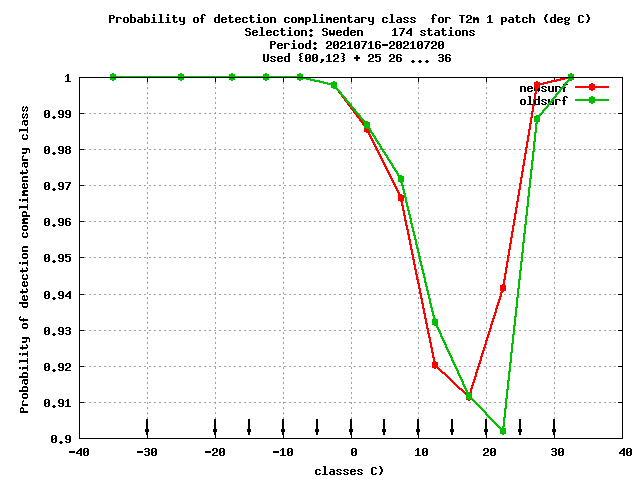 Probability of detection complimentary class  for T2m 1 patch (deg C)
Selection: Sweden    174 stations
Period: 20210716-20210720
Used {00,12} + 25 26 ... 36
newsurf
oldsurf
1
0,99
0,98
0,97
0,96
0,95
0,94
0,93
0,92
0,91
0,9
Probability of detection complimentary class
-40 -30 -20 -10 0 10 20 30 40
classes C)